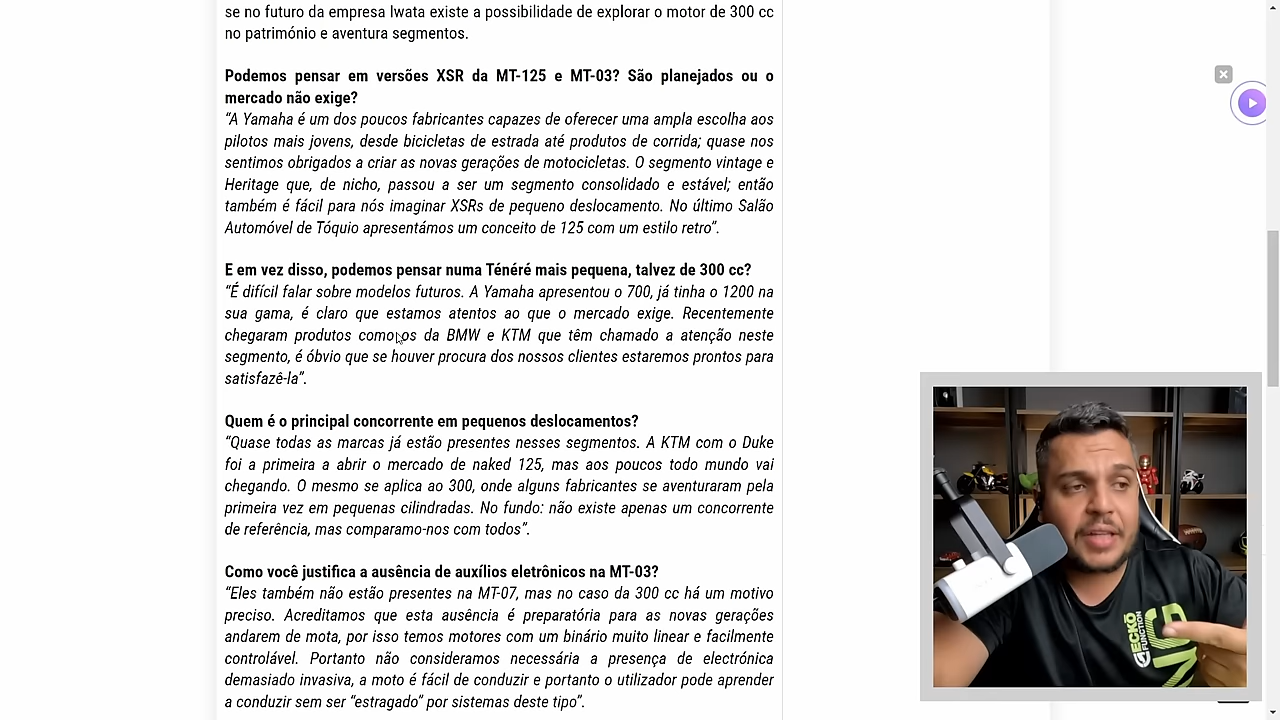 se no futuro da empresa Iwata existe a possibilidade de explorar o motor de 300 cc
no património e aventura segmentos.
Podemos pensar em versões XSR da MT-125 e MT-03? São planejados ou o
mercado não exige?
“A Yamaha é um dos poucos fabricantes capazes de oferecer uma ampla escolha aos
pilotos mais jovens, desde bicicletas de estrada até produtos de corrida; quase nos
sentimos obrigados a criar as novas gerações de motocicletas. O segmento vintage e
Heritage que, de nicho, passou a ser um segmento consolidado e estável; então
também é fácil para nós imaginar XSRs de pequeno deslocamento. No último Salão
Automóvel de Tóquio apresentámos um conceito de 125 com um estilo retro”.
E em vez disso, podemos pensar numa Ténéré mais pequena, talvez de 300 cc?
“É difícil falar sobre modelos futuros. A Yamaha apresentou o 700, já tinha o 1200 na
sua gama, é claro que estamos atentos ao que o mercado exige. Recentemente
chegaram produtos como os da BMW e KTM que têm chamado a atenção neste
segmento, é óbvio que se houver procura dos nossos clientes estaremos prontos para
satisfazê-la”.
Quem é o principal concorrente em pequenos deslocamentos?
“Quase todas as marcas já estão presentes nesses segmentos. A KTM com o Duke
foi a primeira a abrir o mercado de naked 125, mas aos poucos todo mundo vai
chegando. O mesmo se aplica ao 300, onde alguns fabricantes se aventuraram pela
primeira vez em pequenas cilindradas. No fundo: não existe apenas um concorrente
de referência, mas comparamo-nos com todos”.
Como você justifica a ausência de auxílios eletrônicos na MT-03?
“Eles também não estão presentes na MT-07, mas no caso da 300 cc há um motivo
preciso. Acreditamos que esta ausência é preparatória para as novas gerações
andarem de mota, por isso temos motores com um binário muito linear e facilmente
controlável. Portanto não consideramos necessária a presença de electrónica
demasiado invasiva, a moto é fácil de conduzir e portanto o utilizador pode aprender
a conduzir sem ser “estragado” por sistemas deste tipo”.
ECKŌ
FUNCTION